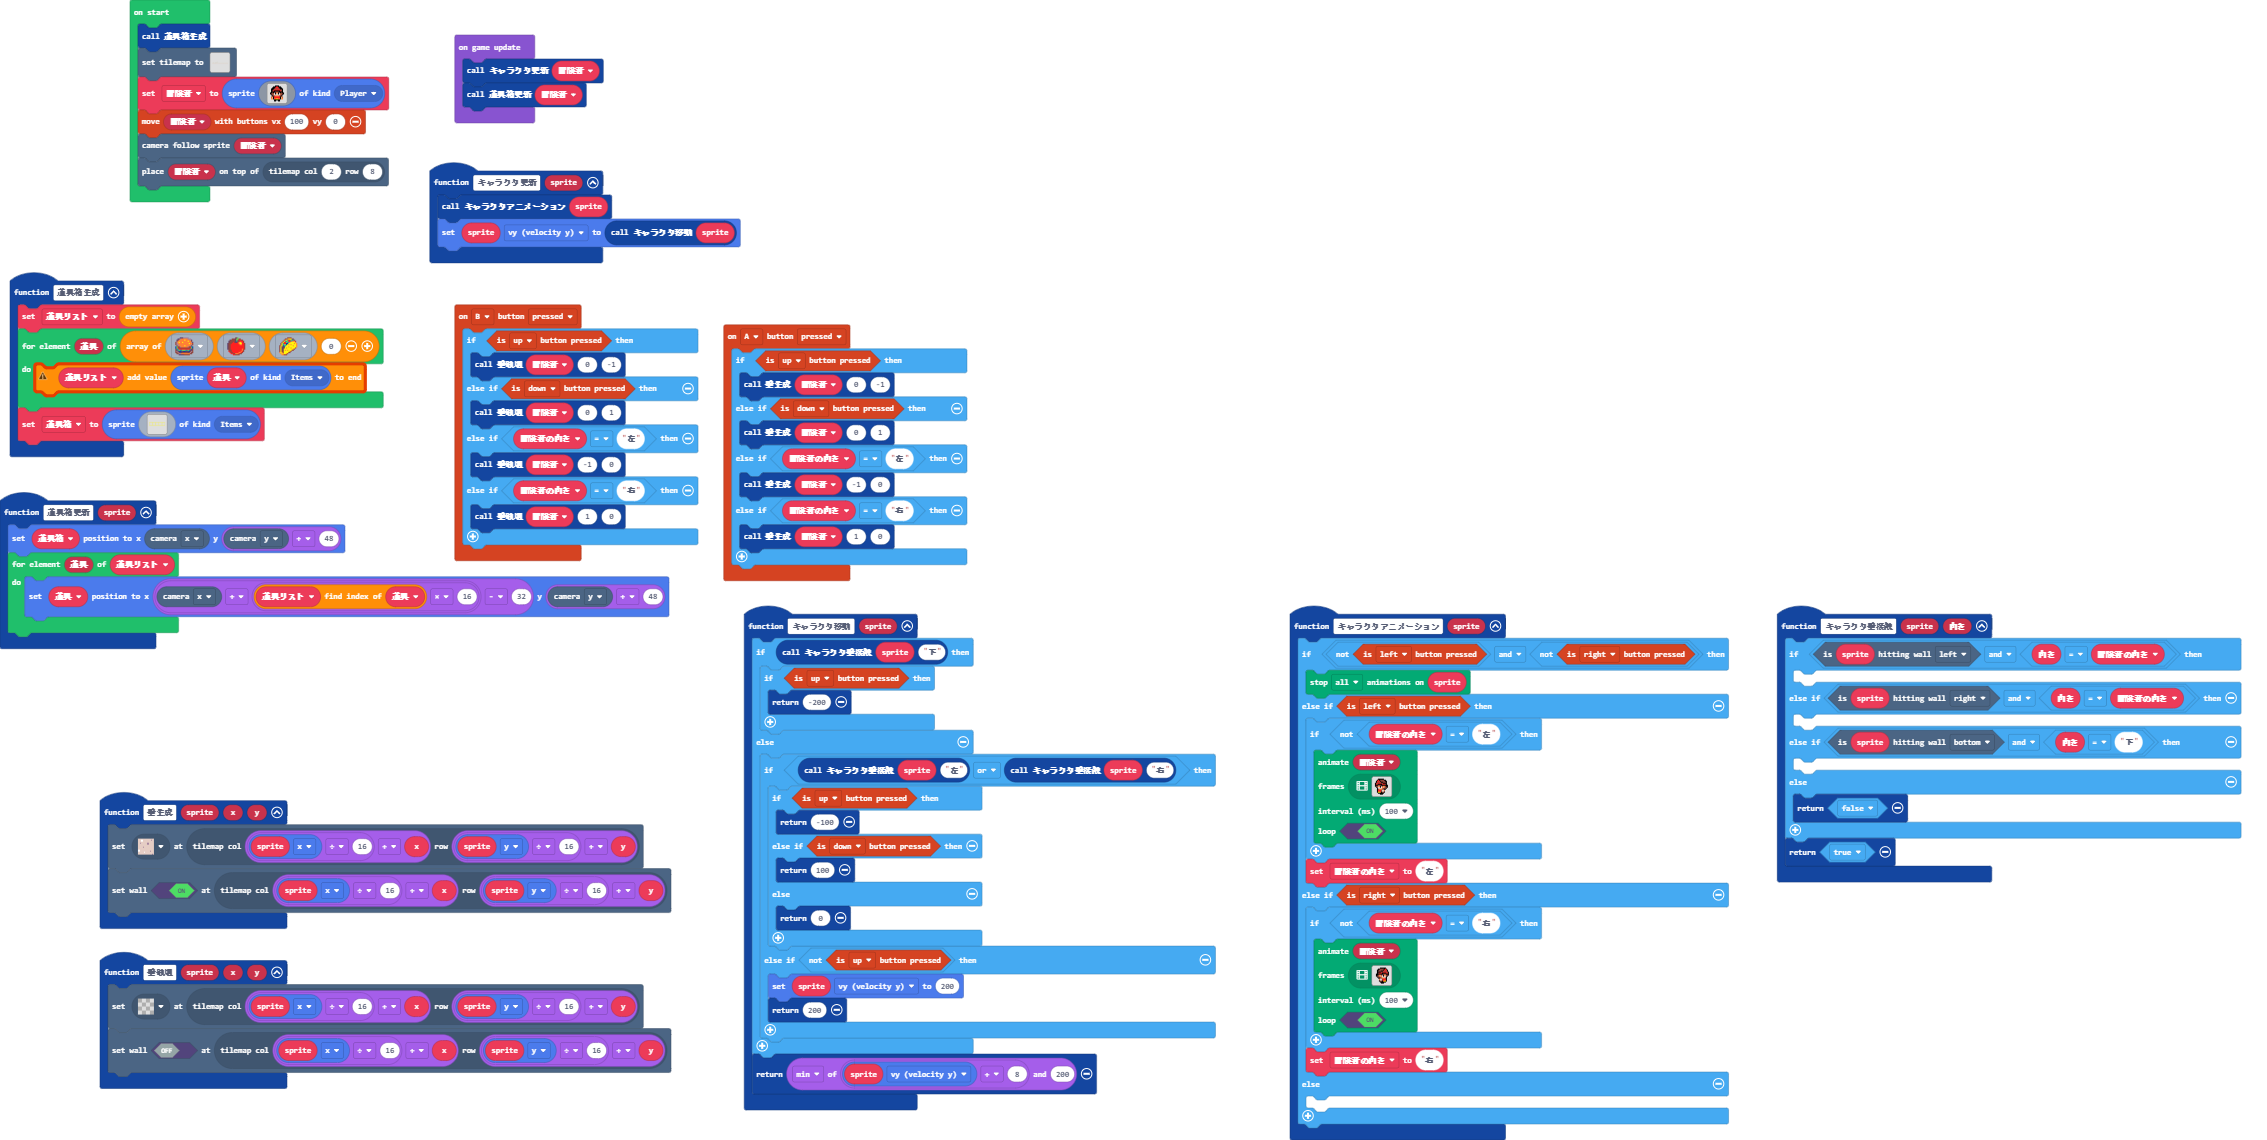 on start
call 道具箱生成
set tilemap to
set 冒険者 to sprite of kind Player
move 冒険者 with buttons vx 100 vy 0
camera follow sprite 冒険者
place 冒険者 on top of tilemap col 2 row 8
on game update
call キャラクタ更新 冒険者
call 道具箱更新 冒険者
function キャラクタ更新 sprite
call キャラクタアニメーション sprite
set sprite vy (velocity y) to call キャラクタ移動 sprite
function 道具箱生成
set 道具リスト to empty array
for element 道具 of array of 0
do
道具リスト add value sprite 道具 of kind Items to end
set 道具箱 to sprite of kind Items
function 道具箱更新 sprite
set 道具箱 position to x camera x y camera y + 48
for element 道具 of 道具リスト
do
set 道具 position to x camera x + 道具リスト find index of 道具 × 16 - 32 y camera y + 48
on B button pressed
if is up button pressed then
call 壁破壊 冒険者 0 -1
else if is down button pressed then
call 壁破壊 冒険者 0 1
else if 冒険者の向き = "左" then
call 壁破壊 冒険者 -1 0
else if 冒険者の向き = "右" then
call 壁破壊 冒険者 1 0
on A button pressed
if is up button pressed then
call 壁生成 冒険者 0 -1
else if is down button pressed then
call 壁生成 冒険者 0 1
else if 冒険者の向き = "左" then
call 壁生成 冒険者 -1 0
else if 冒険者の向き = "右" then
call 壁生成 冒険者 1 0
function 壁生成 sprite x y
set at tilemap col sprite x ÷ 16 + x row sprite y ÷ 16 + y
set wall ON at tilemap col sprite x ÷ 16 + x row sprite y ÷ 16 + y
function 壁破壊 sprite x y
set at tilemap col sprite x ÷ 16 + x row sprite y ÷ 16 + y
set wall OFF at tilemap col sprite x ÷ 16 + x row sprite y ÷ 16 + y
function キャラクタ移動 sprite
if call キャラクタ壁接触 sprite "下" then
if is up button pressed then
return -200
else
if call キャラクタ壁接触 sprite "左" or call キャラクタ壁接触 sprite "右" then
if is up button pressed then
return -100
else if is down button pressed then
return 100
else
return 0
else if not is up button pressed then
set sprite vy (velocity y) to 200
return 200
return min of sprite vy (velocity y) + 8 and 200
function キャラクタアニメーション sprite
if not is left button pressed and not is right button pressed then
stop all animations on sprite
else if is left button pressed then
if not 冒険者の向き = "左" then
animate 冒険者
frames
interval (ms) 100
loop ON
set 冒険者の向き to "左"
else if is right button pressed then
if not 冒険者の向き = "右" then
animate 冒険者
frames
interval (ms) 100
loop ON
set 冒険者の向き to "右"
else
function キャラクタ壁接触 sprite 向き
if is sprite hitting wall left and 向き = 冒険者の向き then
else if is sprite hitting wall right and 向き = 冒険者の向き then
else if is sprite hitting wall bottom and 向き = "下" then
else
return false
return true